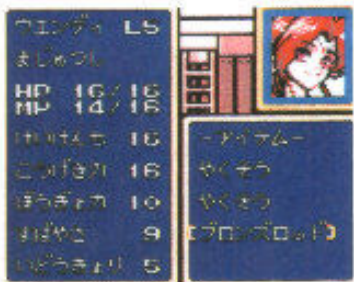 ウエンディ L5
まじゅつし
HP 16/16
MP 14/16
けいけんち 16
こうげき力 16
ぼうぎょ力 10
すばやさ 9
いどうきょり 5
ーアイテムー
やくそう
やくそう
[ブロンズロッド]